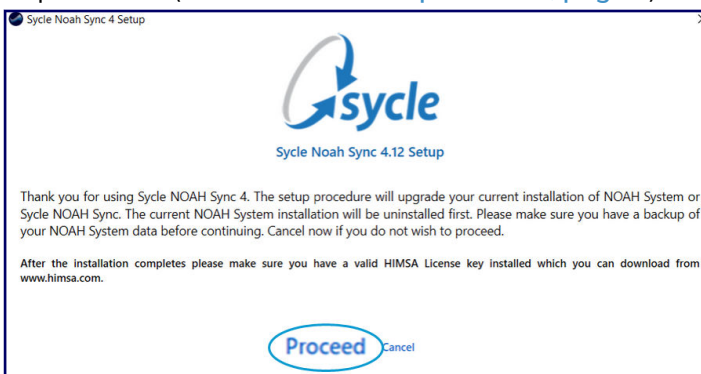 Sycle Noah Sync 4 Setup
sycle
Sycle Noah Sync 4.12 Setup
Thank you for using Sycle NOAH Sync 4. The setup procedure will upgrade your current installation of NOAH System or
Sycle NOAH Sync. The current NOAH System installation will be uninstalled first. Please make sure you have a backup of
your NOAH System data before continuing. Cancel now if you do not wish to proceed.
After the installation completes please make sure you have a valid HIMSA License key installed which you can download from
www.himsa.com.
Proceed Cancel